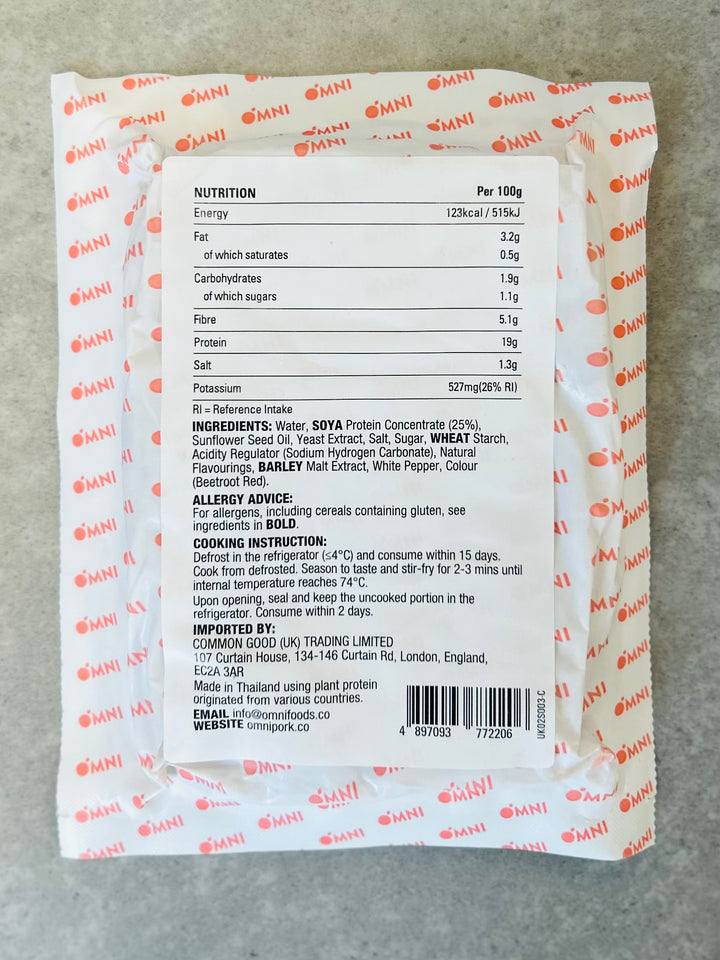 NUTRITION Per 100g
Energy 123kcal / 515kJ
Fat 3.2g
of which saturates 0.5g
Carbohydrates 1.9g
of which sugars 1.1g
Fibre 5.1g
Protein 19g
Salt 1.3g
Potassium 527mg(26% RI)
RI = Reference Intake
INGREDIENTS: Water, SOYA Protein Concentrate (25%),
Sunflower Seed Oil, Yeast Extract, Salt, Sugar, WHEAT Starch,
Acidity Regulator (Sodium Hydrogen Carbonate), Natural
Flavourings, BARLEY Malt Extract, White Pepper, Colour
(Beetroot Red).
ALLERGY ADVICE:
For allergens, including cereals containing gluten, see
ingredients in BOLD.
COOKING INSTRUCTION:
Defrost in the refrigerator (≤4°C) and consume within 15 days.
Cook from defrosted. Season to taste and stir-fry for 2-3 mins until
internal temperature reaches 74°C.
Upon opening, seal and keep the uncooked portion in the
refrigerator. Consume within 2 days.
IMPORTED BY:
COMMON GOOD (UK) TRADING LIMITED
107 Curtain House, 134-146 Curtain Rd, London, England,
EC2A 3AR
Made in Thailand using plant protein
originated from various countries.
EMAIL info@omnifoods.co
WEBSITE omnipork.co
4 897093 772206
UK02S003-C
OMNI